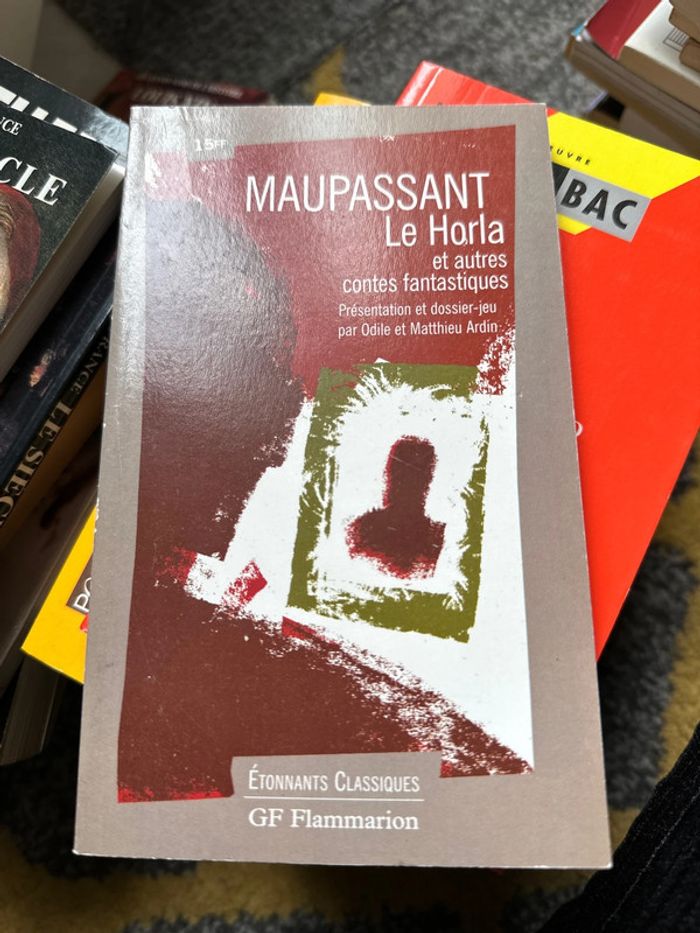 15FF
MAUPASSANT
Le Horla
et autres
contes fantastiques
Présentation et dossier-jeu
par Odile et Matthieu Ardin
ÉTONNANTS CLASSIQUES
GF Flammarion
CLE
BAC